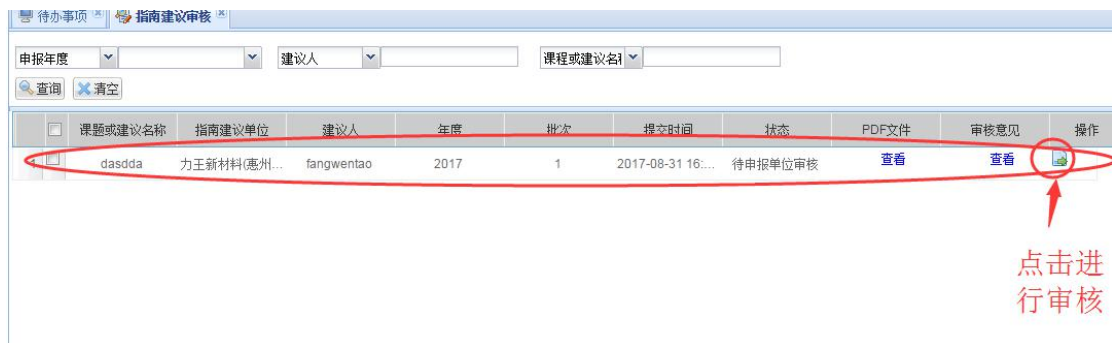 待办事项 指南建议审核
申报年度 建议人 课程或建议名称
查询 清空
课题或建议名称 指南建议单位 建议人 年度 批次 提交时间 状态 PDF文件 审核意见 操作
1 dasdda 力王新材料(惠州... fangwentao 2017 1 2017-08-31 16:... 待申报单位审核 查看 查看
点击进
行审核